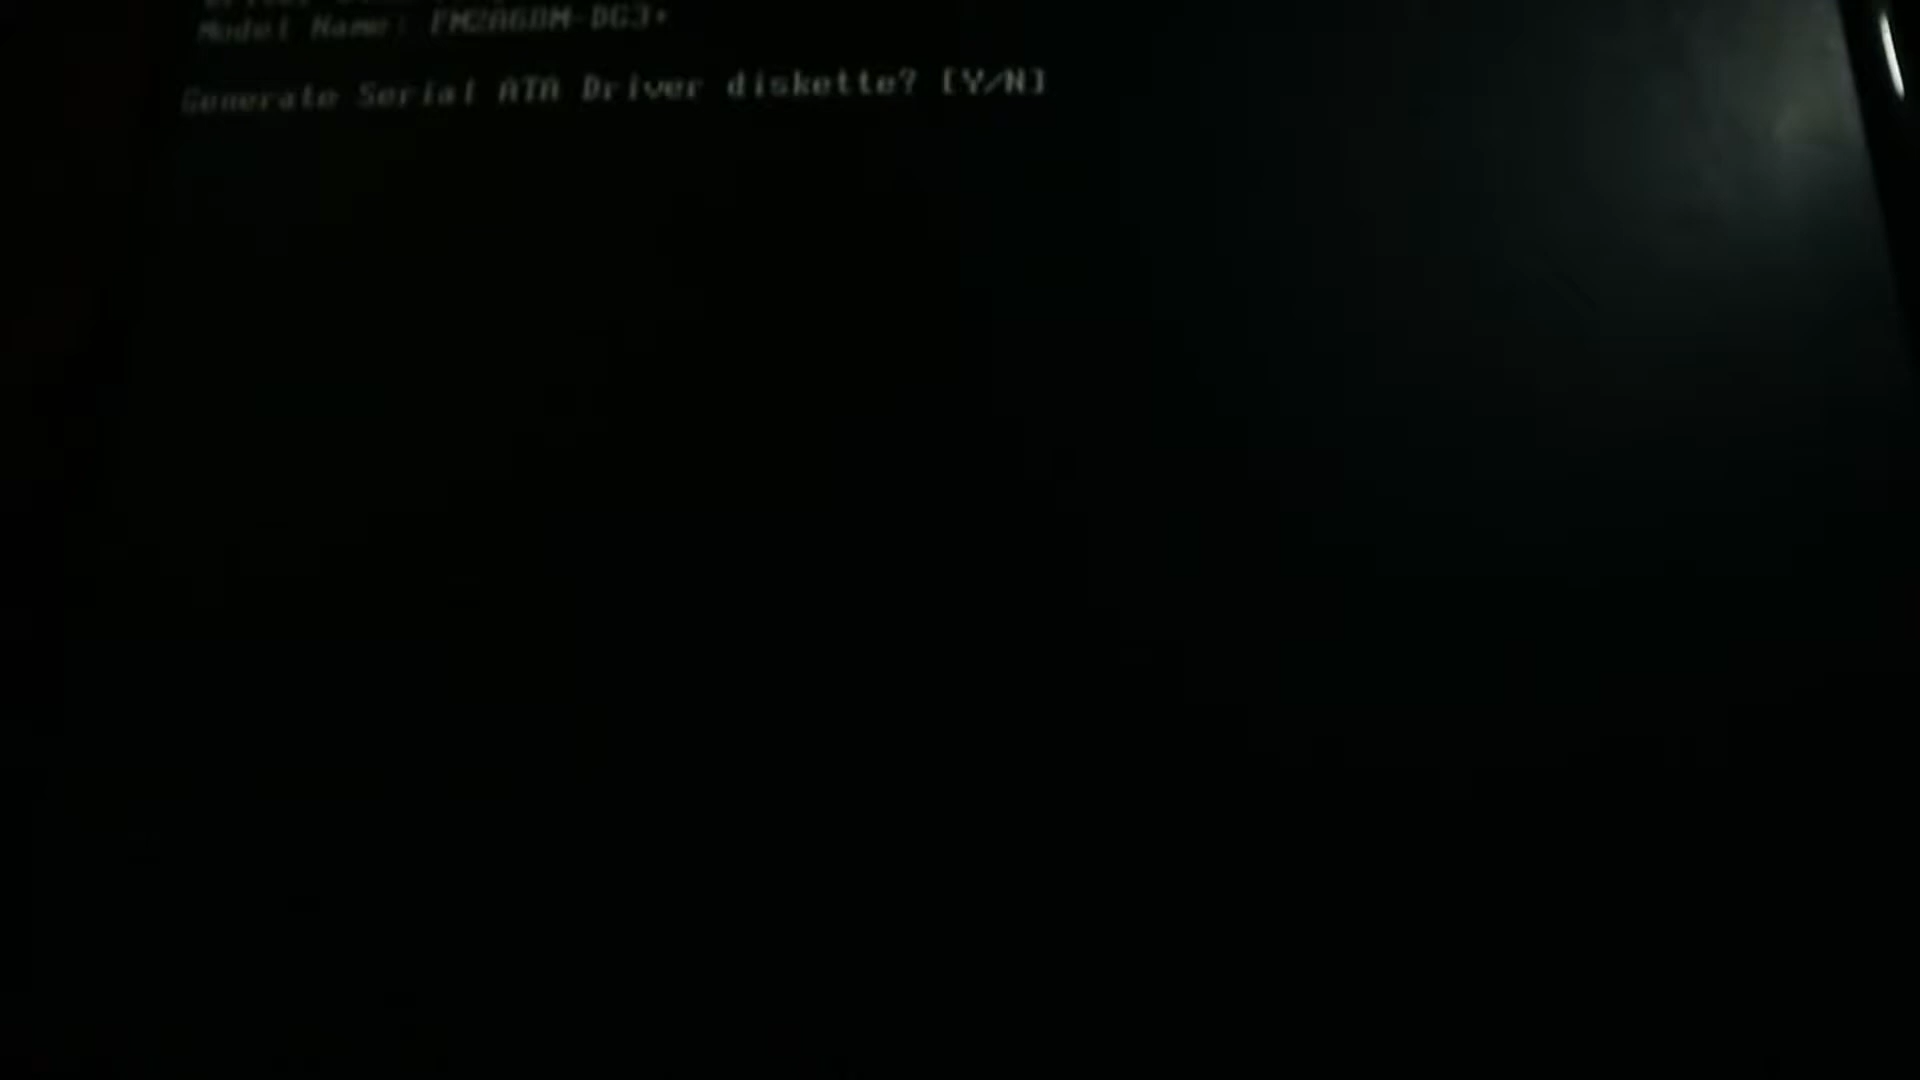 Model Name: FM2A68M-DG3+
Generate Serial ATA Driver diskette? [Y/N]